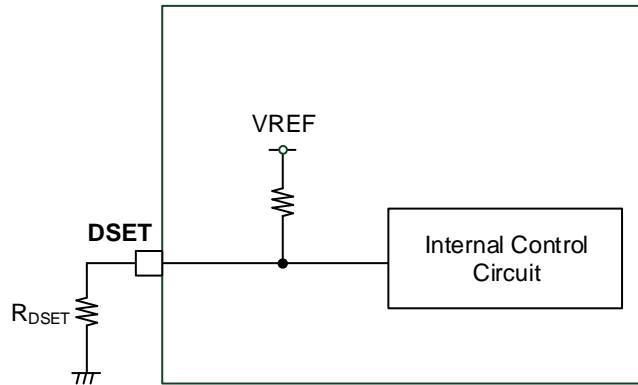 VREF
DSET
Internal Control
Circuit
RDSET